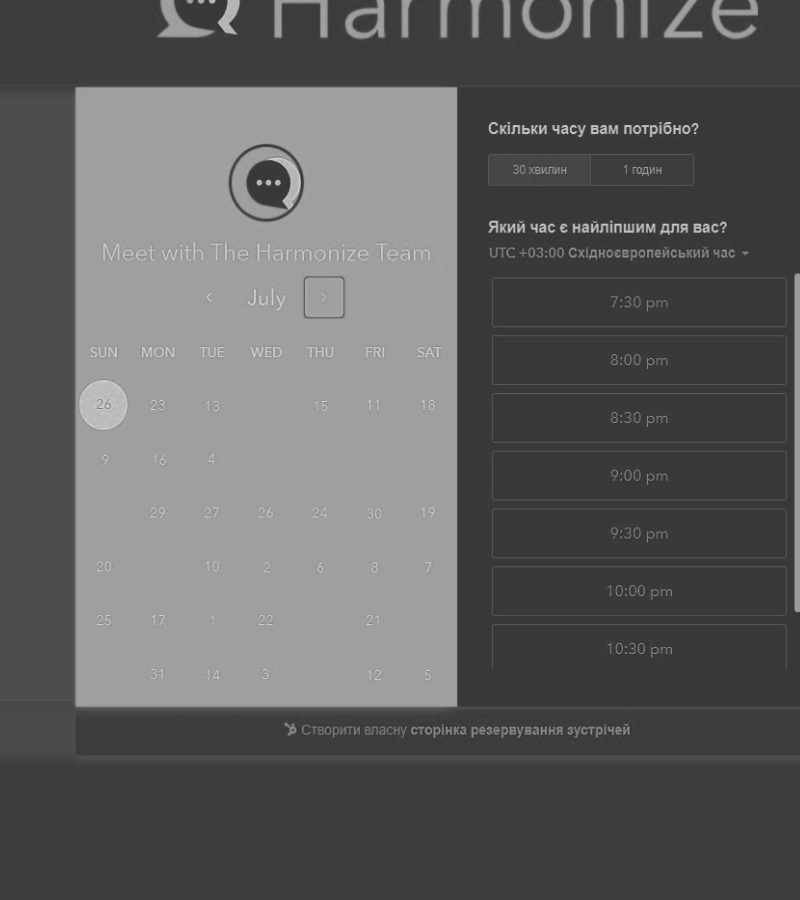 Harmonize
Meet with The Harmonize Team
July
SUN MON TUE WED THU FRI SAT
26 23 13 15 11 18
9 16 4
29 27 26 24 30 19
20 10 2 6 8 7
25 17 1 22 21
31 14 3 12 5
Скільки часу вам потрібно?
30 хвилин 1 годин
Який час є найліпшим для вас?
UTC +03:00 Східноєвропейський час
7:30 pm
8:00 pm
8:30 pm
9:00 pm
9:30 pm
10:00 pm
10:30 pm
Створити власну сторінка резервування зустрічей